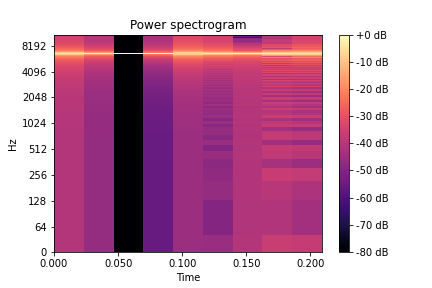 Power spectrogram
Hz
8192
4096
2048
1024
512
256
128
64
0
0.000
0.050
0.100
0.150
0.200
Time
+0 dB
-10 dB
-20 dB
-30 dB
-40 dB
-50 dB
-60 dB
-70 dB
-80 dB